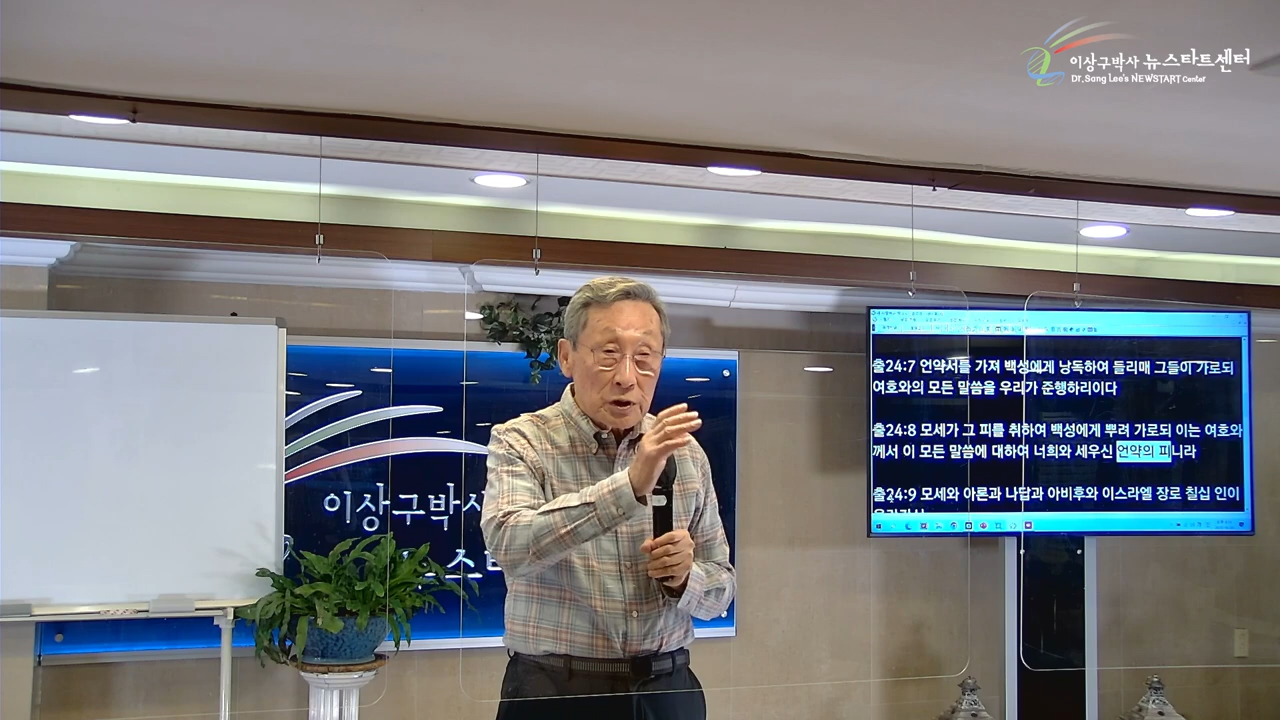 이상구박사 뉴스타트센터
Dr. Sang Lee's NEWSTART Center
이상구박사
출24:7 언약서를 가져 백성에게 낭독하여 들리매 그들이 가로되
여호와의 모든 말씀을 우리가 준행하리이다
출24:8 모세가 그 피를 취하여 백성에게 뿌려 가로되 이는 여호와
께서 이 모든 말씀에 대하여 너희와 세우신 언약의 피니라
출24:9 모세와 아론과 나답과 아비후와 이스라엘 장로 칠십 인이